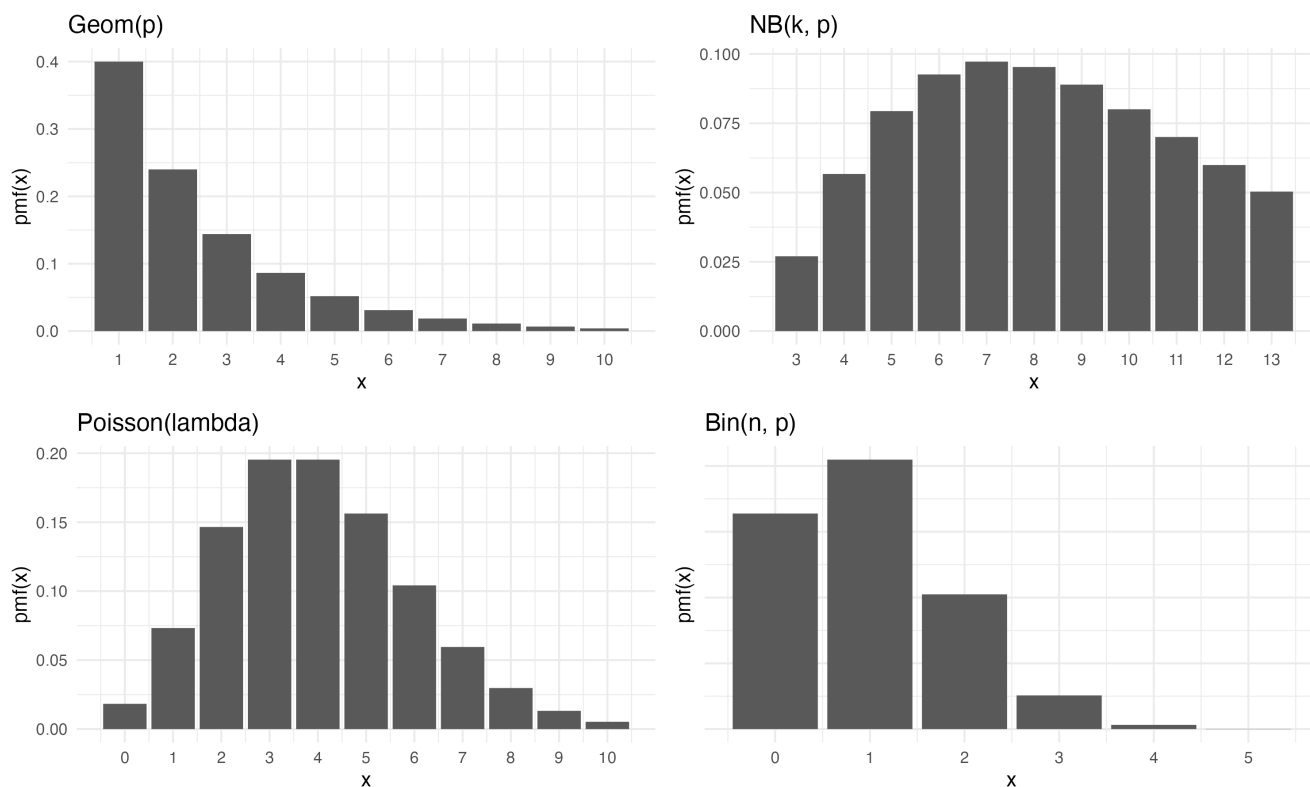 Geom(p)
pmf(x)
0.4
0.3
0.2
0.1
0.0
1 2 3 4 5 6 7 8 9 10
x
NB(k, p)
pmf(x)
0.100
0.075
0.050
0.025
0.000
3 4 5 6 7 8 9 10 11 12 13
x
Poisson(lambda)
pmf(x)
0.20
0.15
0.10
0.05
0.00
0 1 2 3 4 5 6 7 8 9 10
x
Bin(n, p)
pmf(x)
0 1 2 3 4 5
x